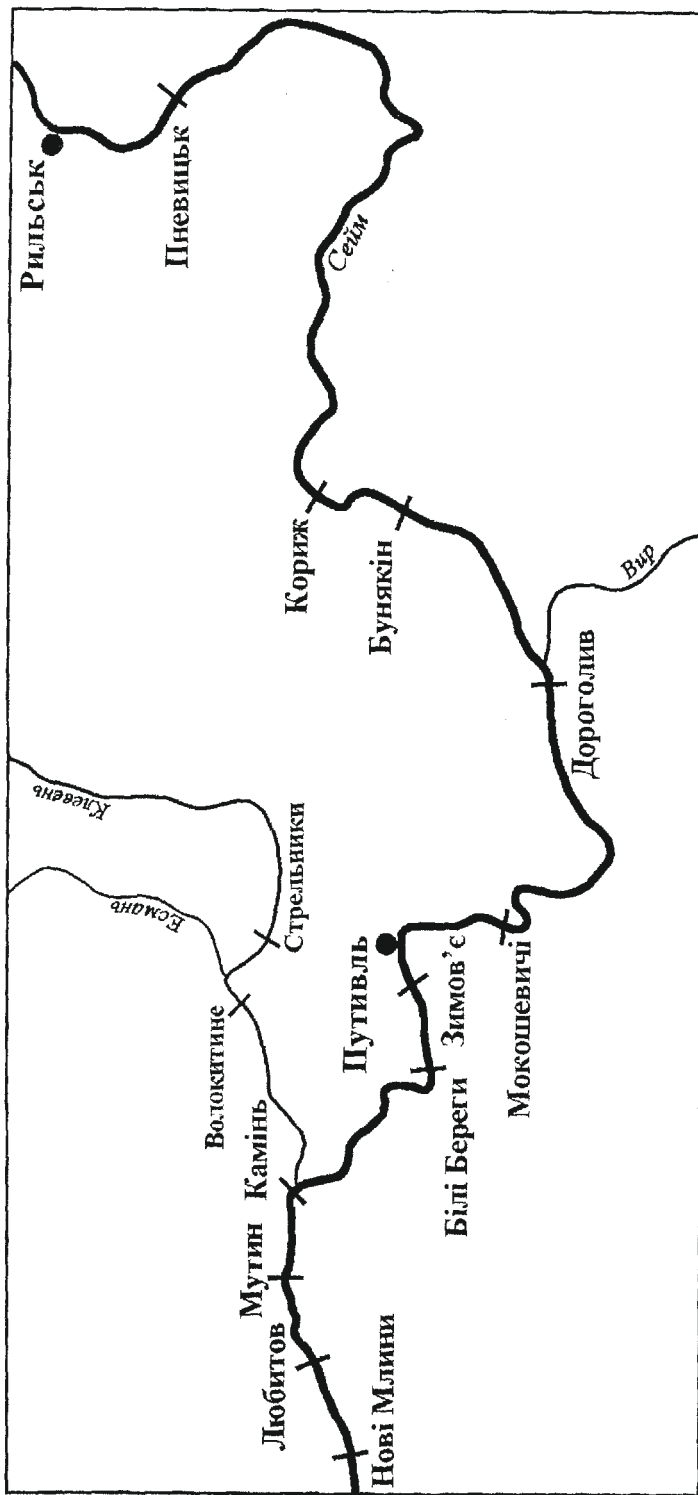 Рильськ
Пневицьк
Сейм
Кориж
Бунякін
Вир
Дороголив
Клевень
Есмань
Стрельники
Волокитине
Путивль
Зимов’є
Мокошевичі
Білі Береги
Камінь
Мутин
Любитов
Нові Млини